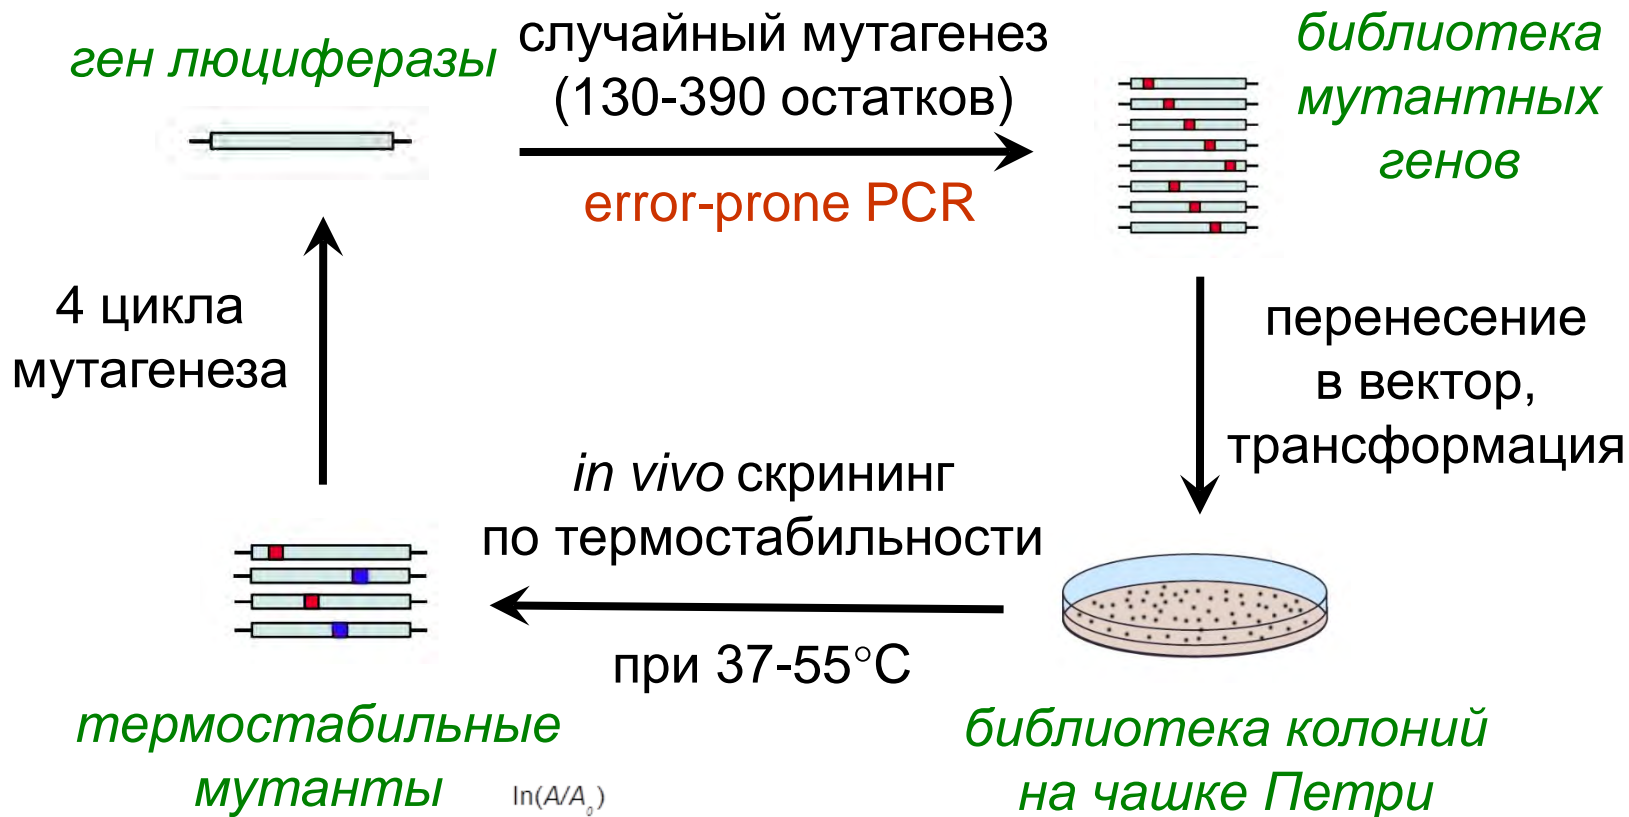 ген люциферазы
случайный мутагенез
(130-390 остатков)
error-prone PCR
библиотека
мутантных
генов
4 цикла
мутагенеза
перенесение
в вектор,
трансформация
in vivo скрининг
по термостабильности
при 37-55°C
термостабильные
мутанты
ln(A/A₀)
библиотека колоний
на чашке Петри